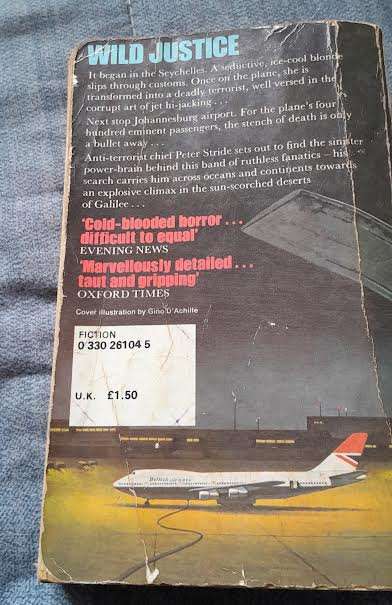 WILD JUSTICE
It began in the Seychelles. A seductive, ice-cool blonde
slips through customs. Once on the plane, she is
transformed into a deadly terrorist, well versed in the
corrupt art of jet hi-jacking . . .
Next stop Johannesburg airport. For the plane's four
hundred eminent passengers, the stench of death is only
a bullet away . . .
Anti-terrorist chief Peter Stride sets out to find the sinister
power-brain behind this band of ruthless fanatics – his
search carries him across oceans and continents towards
an explosive climax in the sun-scorched deserts
of Galilee . . .
'Cold-blooded horror . . .
difficult to equal'
EVENING NEWS
'Marvellously detailed . . .
taut and gripping'
OXFORD TIMES
Cover illustration by Gino D'Achille
FICTION
0 330 26104 5
U.K. £1.50
British airways